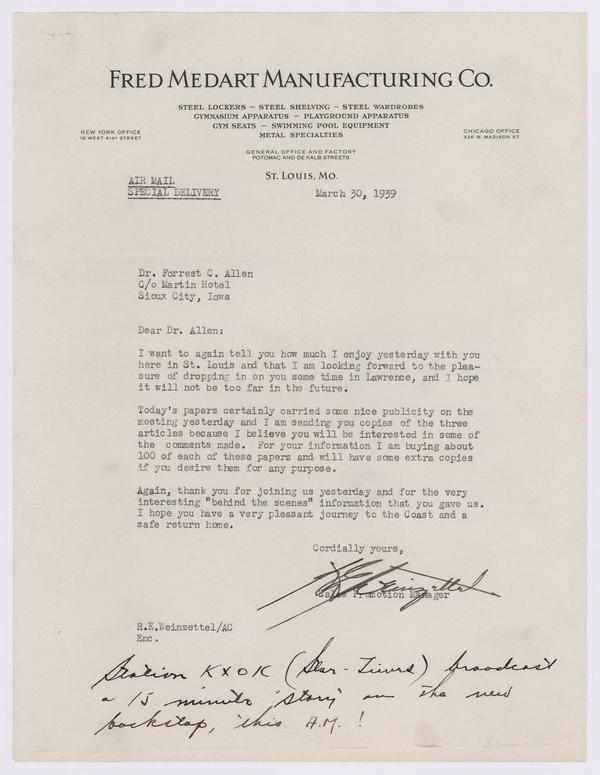 FRED MEDART MANUFACTURING CO.
STEEL LOCKERS – STEEL SHELVING – STEEL WARDROBES
GYMNASIUM APPARATUS – PLAYGROUND APPARATUS
GYM SEATS – SWIMMING POOL EQUIPMENT
METAL SPECIALTIES
NEW YORK OFFICE
16 WEST 61ST STREET
CHICAGO OFFICE
326 W. MADISON ST.
GENERAL OFFICE AND FACTORY
POTOMAC AND DE KALB STREETS
ST. LOUIS, MO.
AIR MAIL
SPECIAL DELIVERY
March 30, 1939
Dr. Forrest C. Allen
C/o Martin Hotel
Sioux City, Iowa
Dear Dr. Allen:
I want to again tell you how much I enjoy yesterday with you
here in St. Louis and that I am looking forward to the plea-
sure of dropping in on you some time in Lawrence, and I hope
it will not be too far in the future.
Today's papers certainly carried some nice publicity on the
meeting yesterday and I am sending you copies of the three
articles because I believe you will be interested in some of
the comments made. For your information I am buying about
100 of each of these papers and will have some extra copies
if you desire them for any purpose.
Again, thank you for joining us yesterday and for the very
interesting "behind the scenes" information that you gave us.
I hope you have a very pleasant journey to the Coast and a
safe return home.
Cordially yours,
R E Weinzettel
Sales Promotion Manager
R.E.Weinzettel/AC
Enc.
Station KXOK (Star-Times) broadcast
a 15 minute 'story' on the new
backstop, this A.M.!